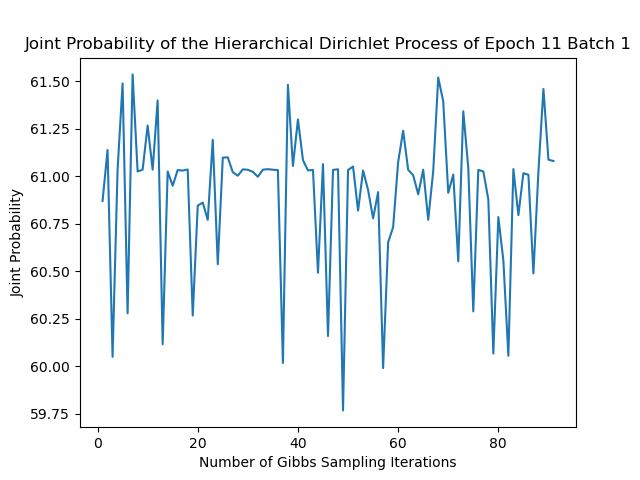 Joint Probability of the Hierarchical Dirichlet Process of Epoch 11 Batch 1
61.50
61.25
61.00
60.75
60.50
60.25
60.00
59.75
Joint Probability
0 20 40 60 80
Number of Gibbs Sampling Iterations